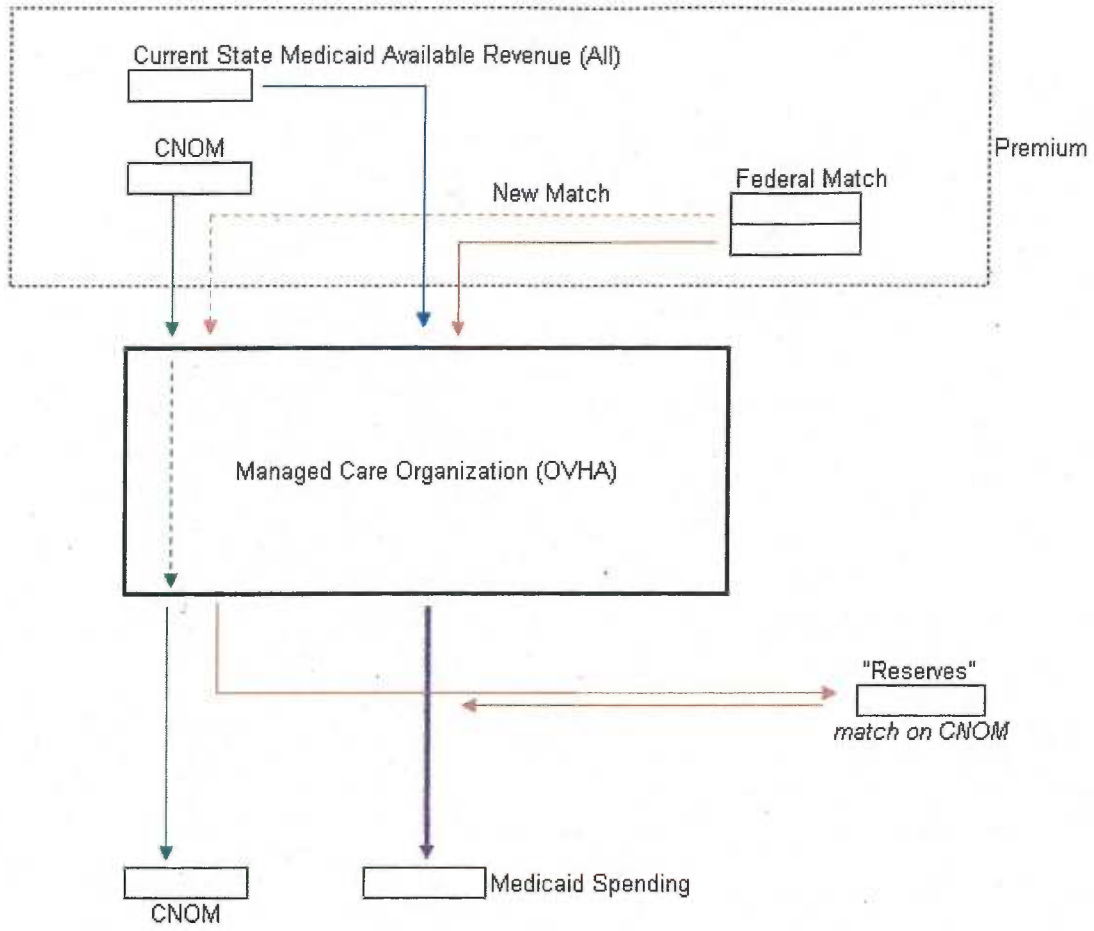 Current State Medicaid Available Revenue (All)
CNOM
Premium
Federal Match
New Match
Managed Care Organization (OVHA)
"Reserves"
match on CNOM
Medicaid Spending
CNOM